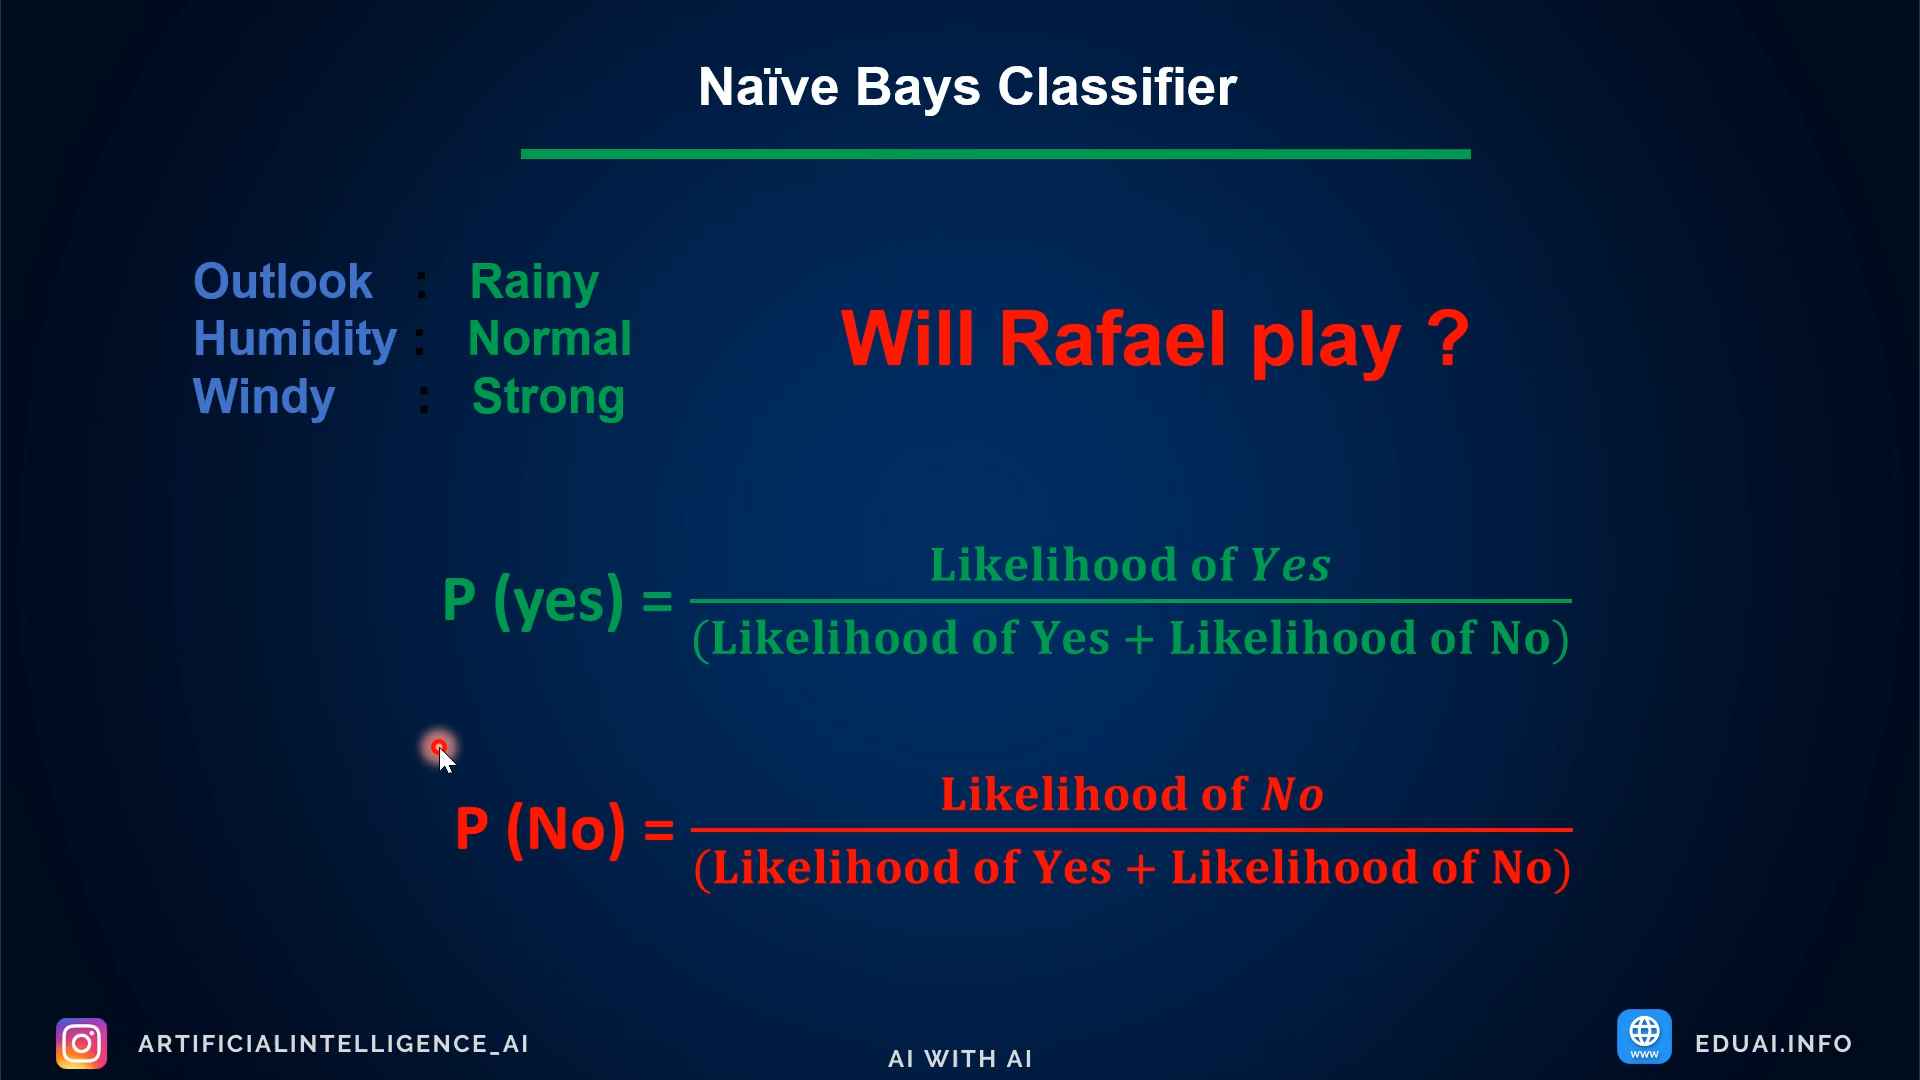 Naïve Bays Classifier
Outlook : Rainy
Humidity : Normal
Windy : Strong
Will Rafael play ?
P (yes) = Likelihood of Yes
(Likelihood of Yes + Likelihood of No)
P (No) = Likelihood of No
(Likelihood of Yes + Likelihood of No)
ARTIFICIALINTELLIGENCE_AI
AI WITH AI
www
EDUAI.INFO